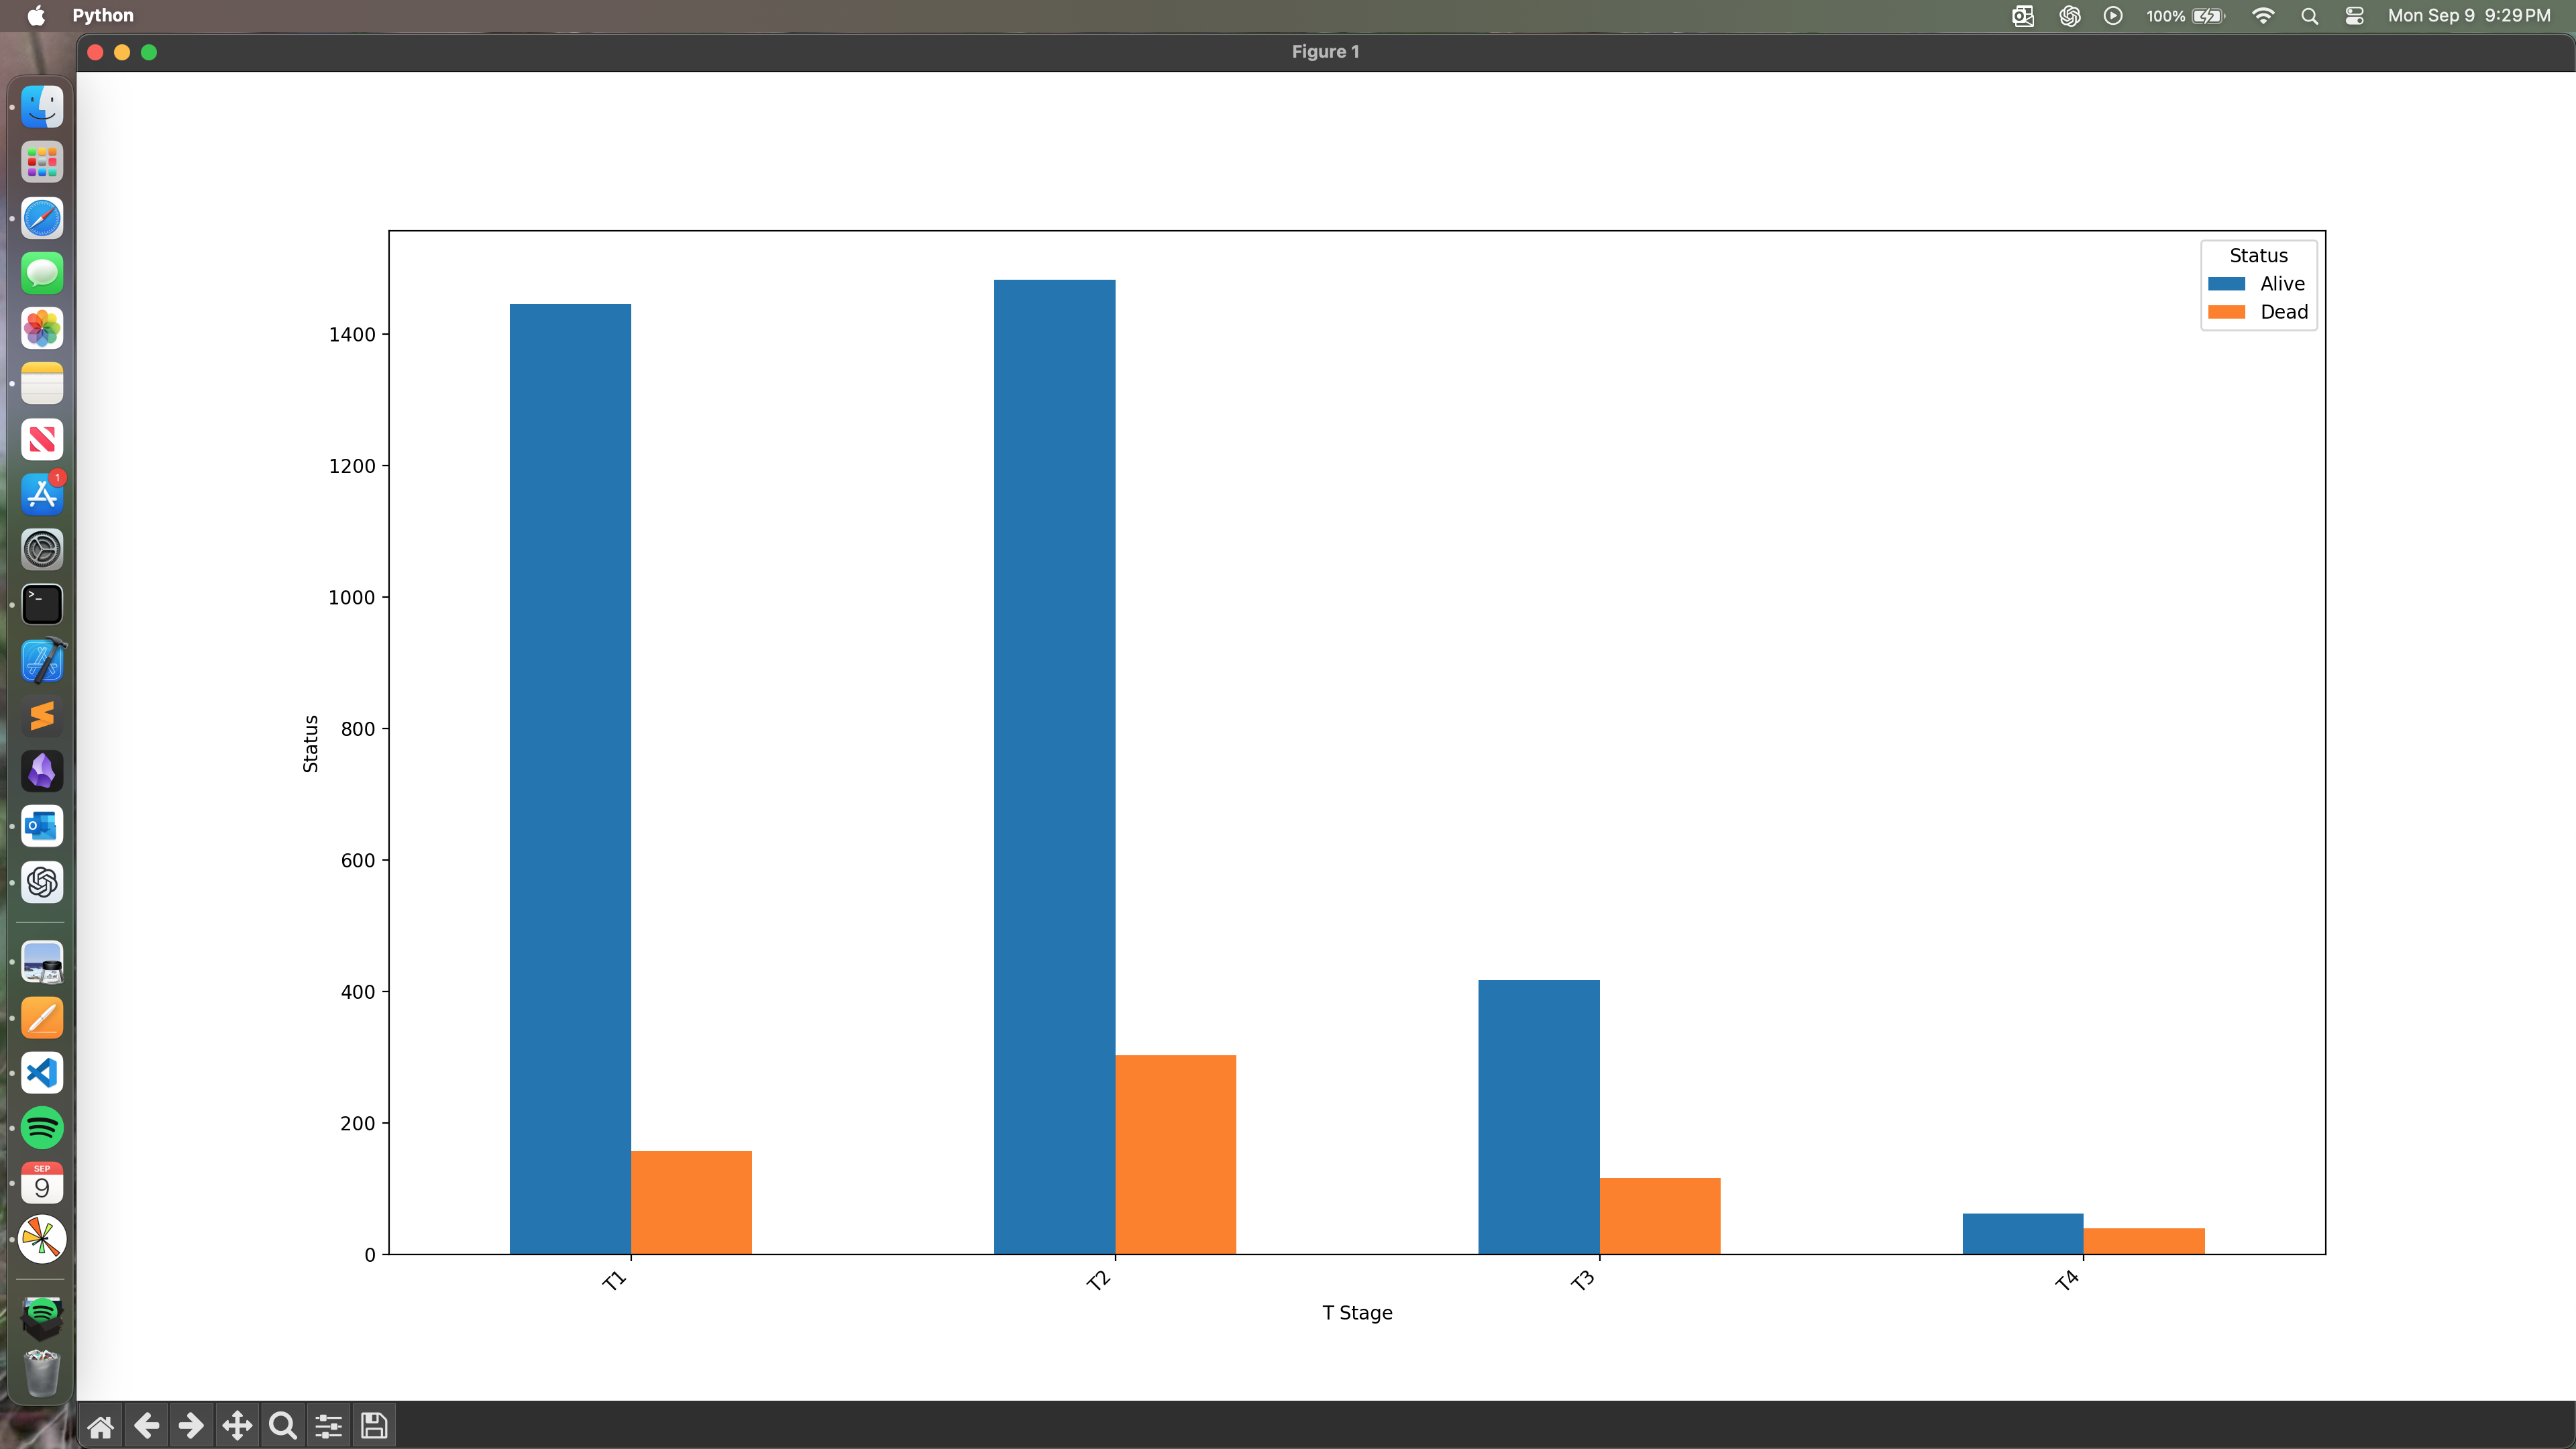 Python
100%
Mon Sep 9 9:29 PM
Figure 1
1
>_
O
SEP
9
Status
Alive
Dead
1400
1200
1000
800
600
400
200
0
Status
T1
T2
T3
T4
T Stage